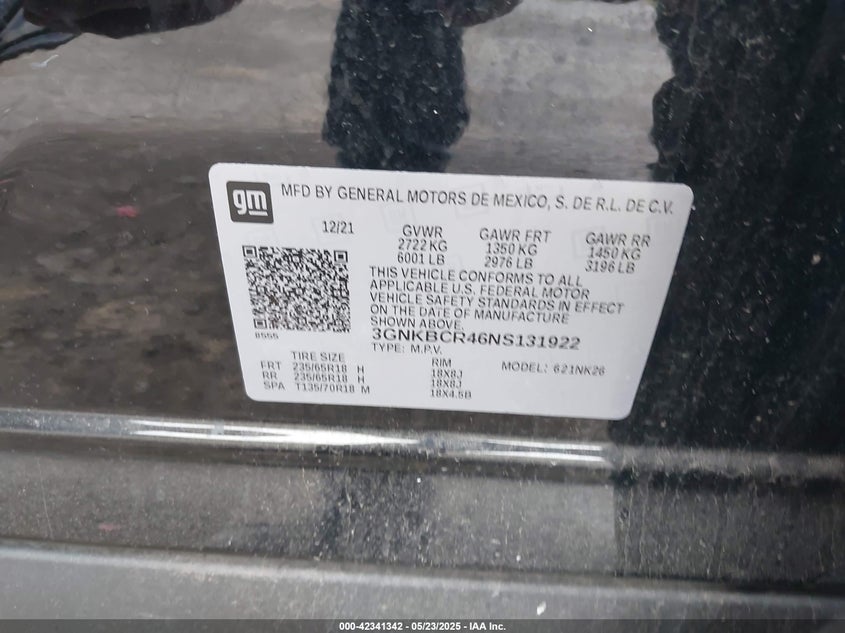 gm
MFD BY GENERAL MOTORS DE MEXICO, S. DE R.L. DE C.V.
12/21 GVWR GAWR FRT GAWR RR
2722 KG 1350 KG 1450 KG
6001 LB 2976 LB 3196 LB
THIS VEHICLE CONFORMS TO ALL
APPLICABLE U.S. FEDERAL MOTOR
VEHICLE SAFETY STANDARDS IN EFFECT
ON THE DATE OF MANUFACTURE
SHOWN ABOVE.
8555
3GNKBCR46NS131922
TYPE: M.P.V.
TIRE SIZE RIM MODEL: 621NK26
FRT 235/65R18 H 18X8J
RR 235/65R18 H 18X8J
SPA T135/70R18 M 18X4.5B
000-42341342 - 05/23/2025 - IAA Inc.